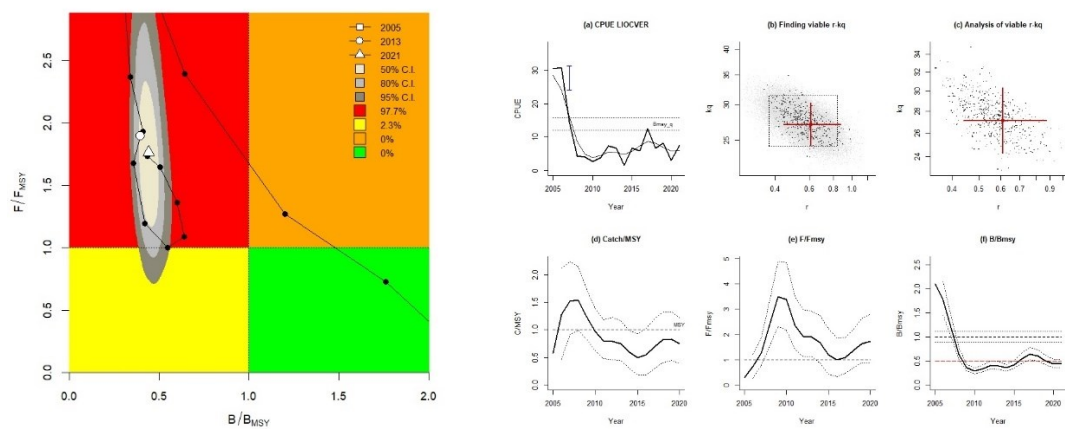 2005
2013
2021
50% C.I.
80% C.I.
95% C.I.
97.7%
2.3%
0%
0%
F/FMSY
0.0 0.5 1.0 1.5 2.0 2.5
0.0 0.5 1.0 1.5 2.0
B/BMSY
(a) CPUE LIOCVER
CPUE
0 10 20 30
Bmsy_q
2005 2010 2015 2020
Year
(b) Finding viable r-kq
kq
25 30 35 40
0.4 0.6 0.8 1.0
r
(c) Analysis of viable r-kq
kq
24 26 28 30 32
0.4 0.5 0.6 0.7 0.9
r
(d) Catch/MSY
C/MSY
0.0 0.5 1.0 1.5 2.0
MSY
2005 2010 2015 2020
Year
(e) F/Fmsy
F/Fmsy
0 1 2 3 4 5
2005 2010 2015 2020
Year
(f) B/Bmsy
B/Bmsy
0.0 0.5 1.0 1.5 2.0
2005 2010 2015 2020
Year